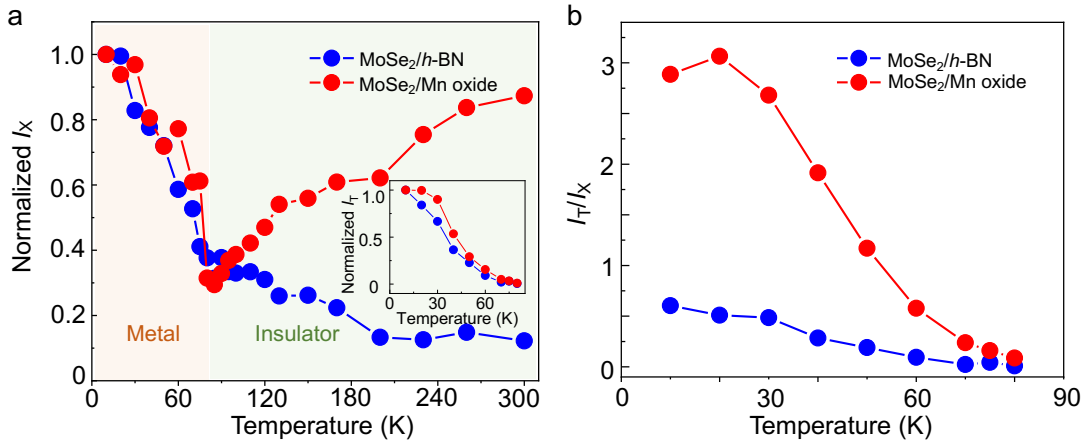 a
Normalized I_X
1.0
0.8
0.6
0.4
0.2
0
MoSe₂/h-BN
MoSe₂/Mn oxide
Metal
Insulator
0 60 120 180 240 300
Temperature (K)
Normalized I_T
1.0
0.5
0
0 30 60
Temperature (K)
b
I_T/I_X
3
2
1
0
MoSe₂/h-BN
MoSe₂/Mn oxide
0 30 60 90
Temperature (K)